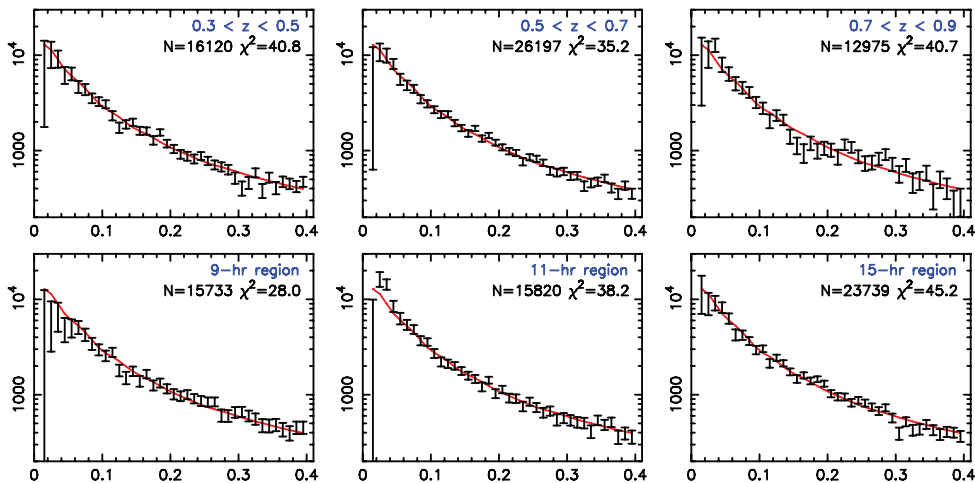 0.3 < z < 0.5
N=16120 χ²=40.8
10⁴
1000
0 0.1 0.2 0.3 0.4
0.5 < z < 0.7
N=26197 χ²=35.2
10⁴
1000
0 0.1 0.2 0.3 0.4
0.7 < z < 0.9
N=12975 χ²=40.7
10⁴
1000
0 0.1 0.2 0.3 0.4
9-hr region
N=15733 χ²=28.0
10⁴
1000
0 0.1 0.2 0.3 0.4
11-hr region
N=15820 χ²=38.2
10⁴
1000
0 0.1 0.2 0.3 0.4
15-hr region
N=23739 χ²=45.2
10⁴
1000
0 0.1 0.2 0.3 0.4